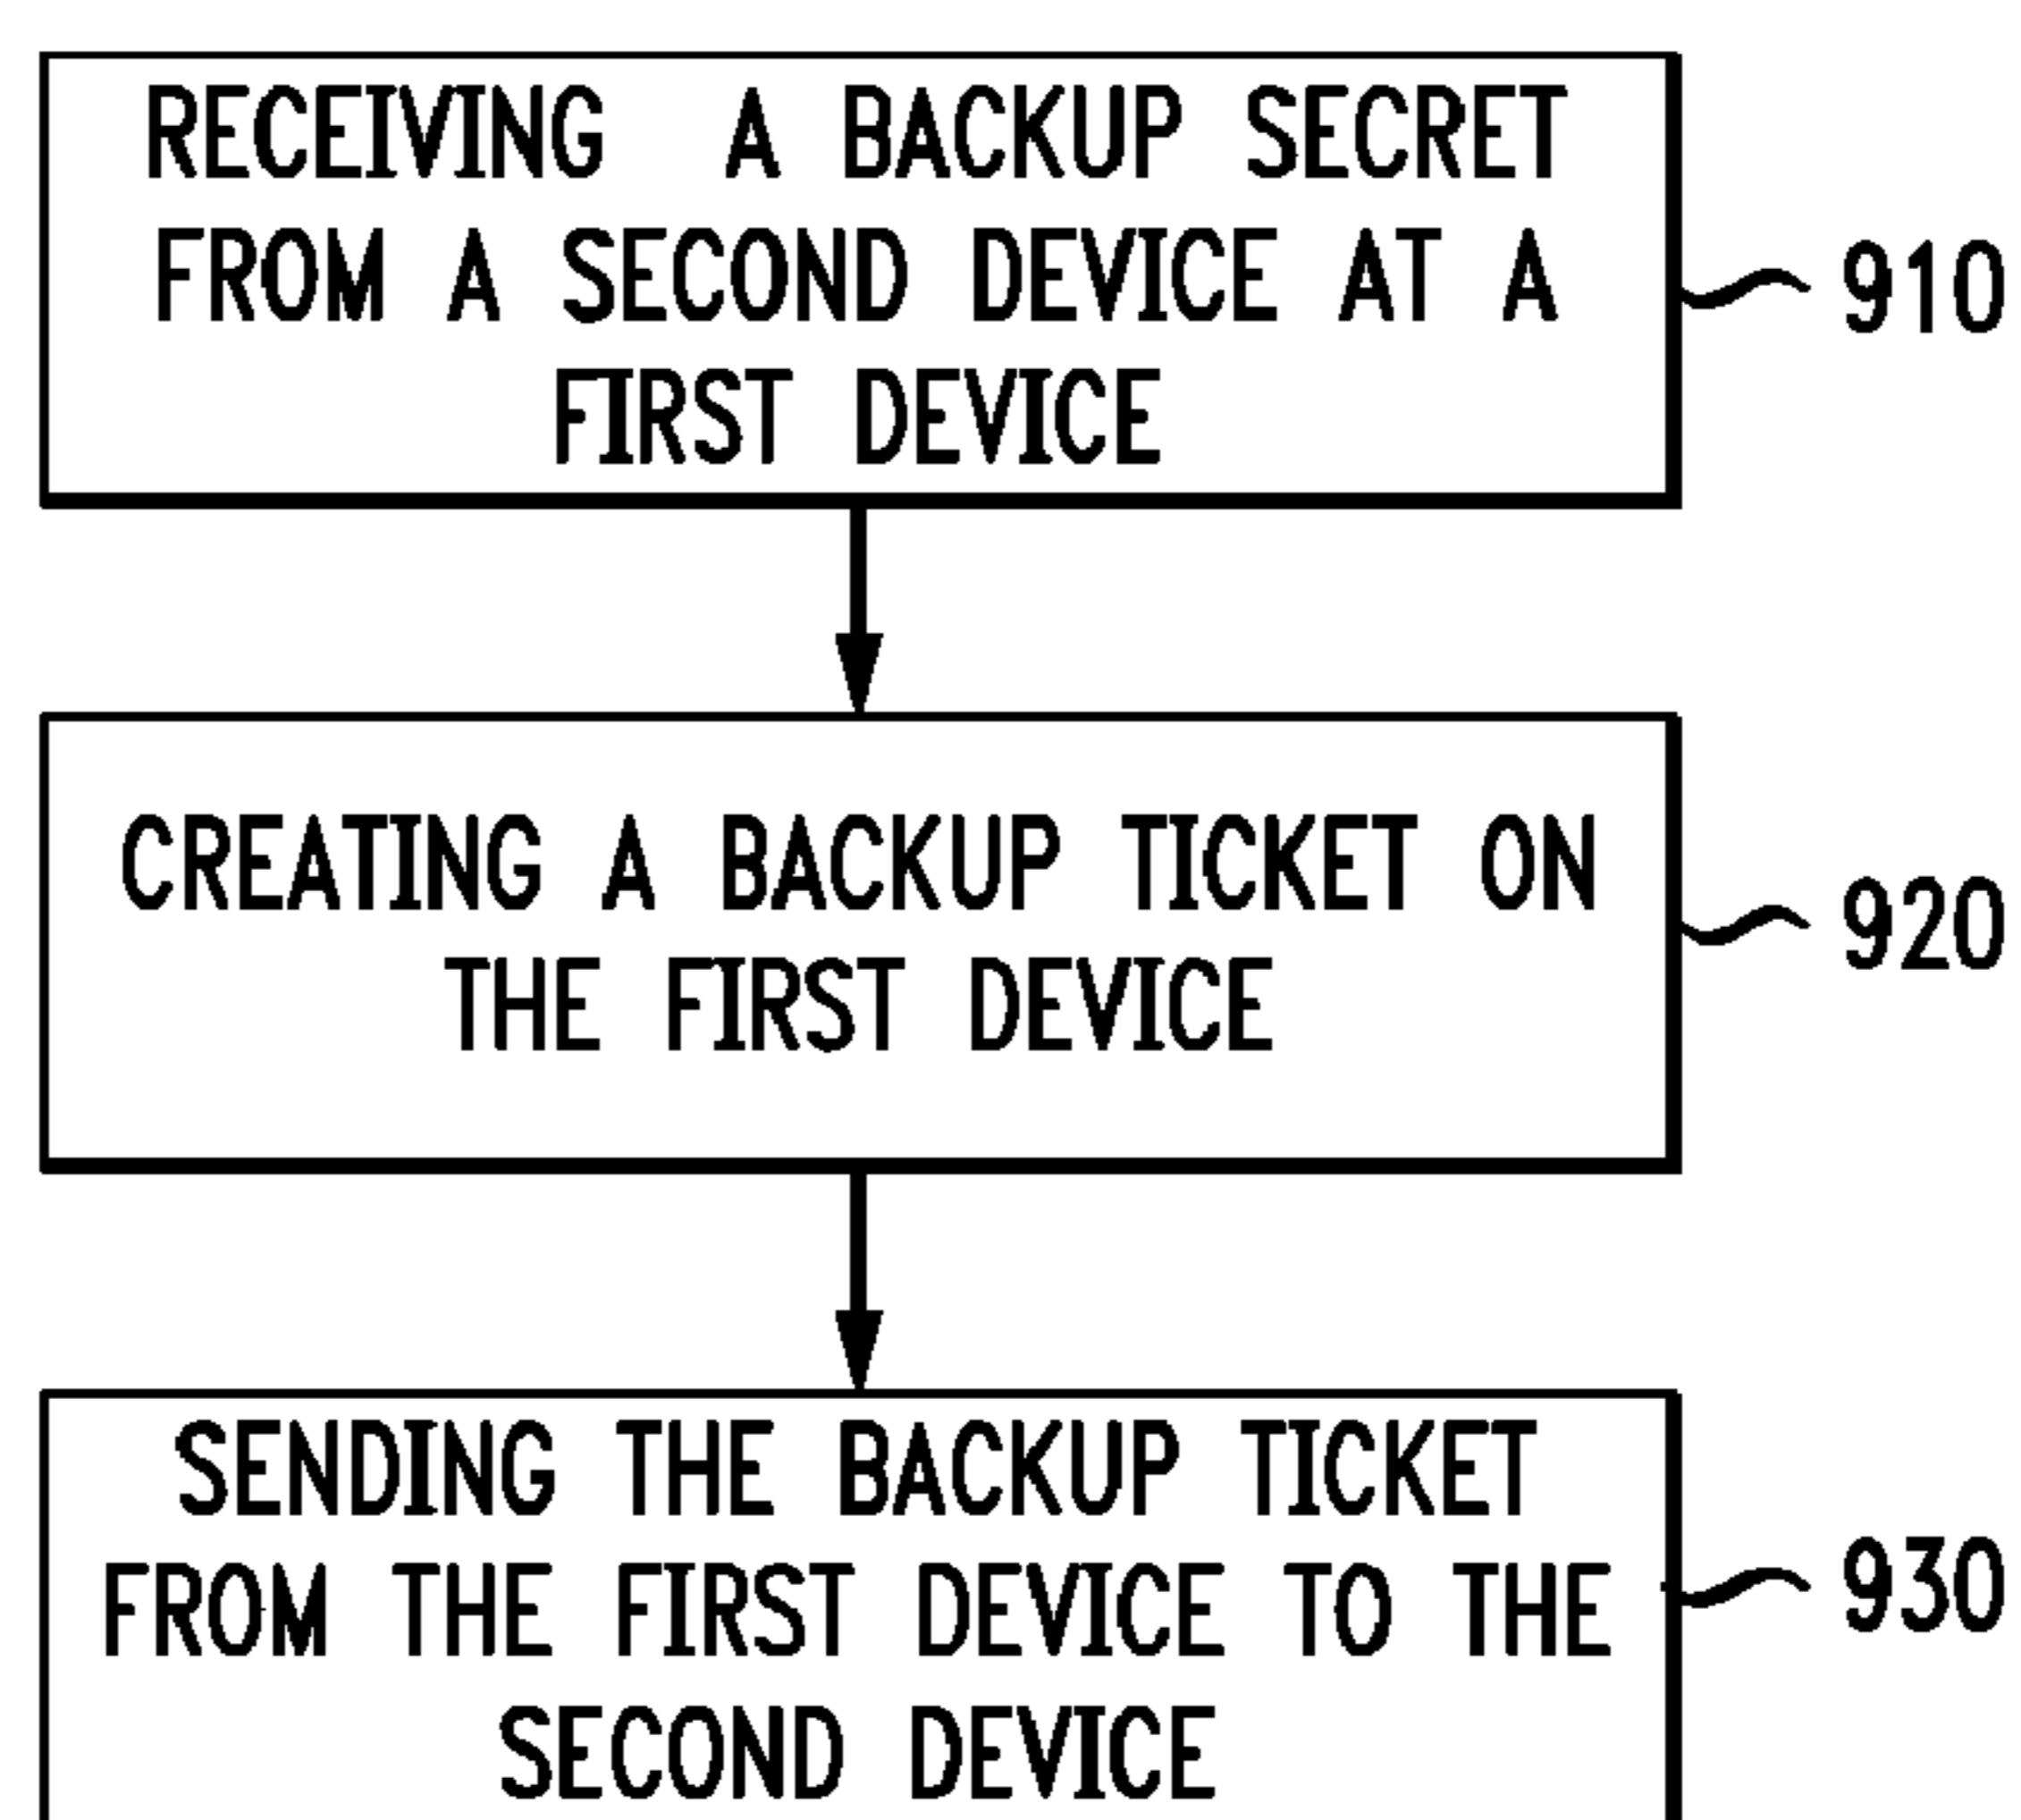 RECEIVING A BACKUP SECRET
FROM A SECOND DEVICE AT A
FIRST DEVICE
910
CREATING A BACKUP TICKET ON
THE FIRST DEVICE
920
SENDING THE BACKUP TICKET
FROM THE FIRST DEVICE TO THE
SECOND DEVICE
930